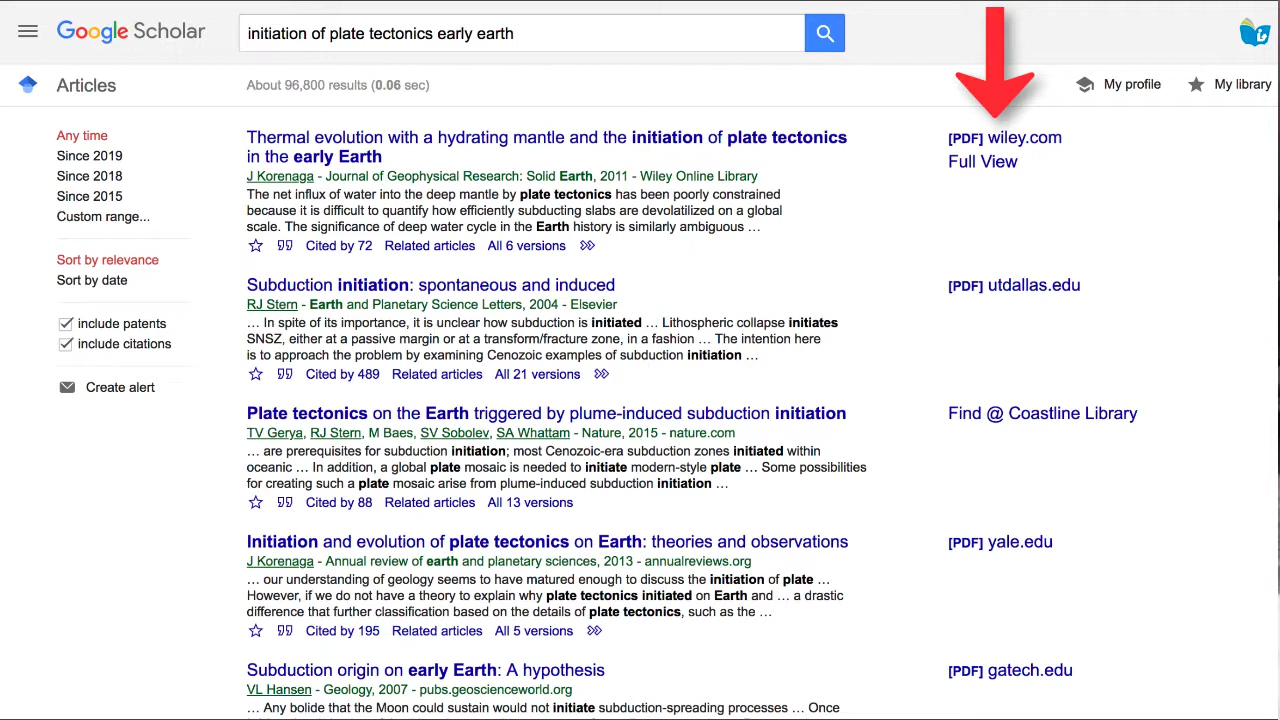 Google Scholar
initiation of plate tectonics early earth
Articles
About 96,800 results (0.06 sec)
My profile
My library
Any time
Since 2019
Since 2018
Since 2015
Custom range...
Sort by relevance
Sort by date
include patents
include citations
Create alert
Thermal evolution with a hydrating mantle and the initiation of plate tectonics
in the early Earth
J Korenaga - Journal of Geophysical Research: Solid Earth, 2011 - Wiley Online Library
The net influx of water into the deep mantle by plate tectonics has been poorly constrained
because it is difficult to quantify how efficiently subducting slabs are devolatilized on a global
scale. The significance of deep water cycle in the Earth history is similarly ambiguous …
Cited by 72 Related articles All 6 versions
[PDF] wiley.com
Full View
Subduction initiation: spontaneous and induced
RJ Stern - Earth and Planetary Science Letters, 2004 - Elsevier
… In spite of its importance, it is unclear how subduction is initiated … Lithospheric collapse initiates
SNSZ, either at a passive margin or at a transform/fracture zone, in a fashion … The intention here
is to approach the problem by examining Cenozoic examples of subduction initiation …
Cited by 489 Related articles All 21 versions
[PDF] utdallas.edu
Plate tectonics on the Earth triggered by plume-induced subduction initiation
TV Gerya, RJ Stern, M Baes, SV Sobolev, SA Whattam - Nature, 2015 - nature.com
… are prerequisites for subduction initiation; most Cenozoic-era subduction zones initiated within
oceanic … In addition, a global plate mosaic is needed to initiate modern-style plate … Some possibilities
for creating such a plate mosaic arise from plume-induced subduction initiation …
Cited by 88 Related articles All 13 versions
Find @ Coastline Library
Initiation and evolution of plate tectonics on Earth: theories and observations
J Korenaga - Annual review of earth and planetary sciences, 2013 - annualreviews.org
… our understanding of geology seems to have matured enough to discuss the initiation of plate …
However, if we do not have a theory to explain why plate tectonics initiated on Earth and … a drastic
difference that further classification based on the details of plate tectonics, such as the …
Cited by 195 Related articles All 5 versions
[PDF] yale.edu
Subduction origin on early Earth: A hypothesis
VL Hansen - Geology, 2007 - pubs.geoscienceworld.org
… Any bolide that the Moon could sustain would not initiate subduction-spreading processes … Once
[PDF] gatech.edu